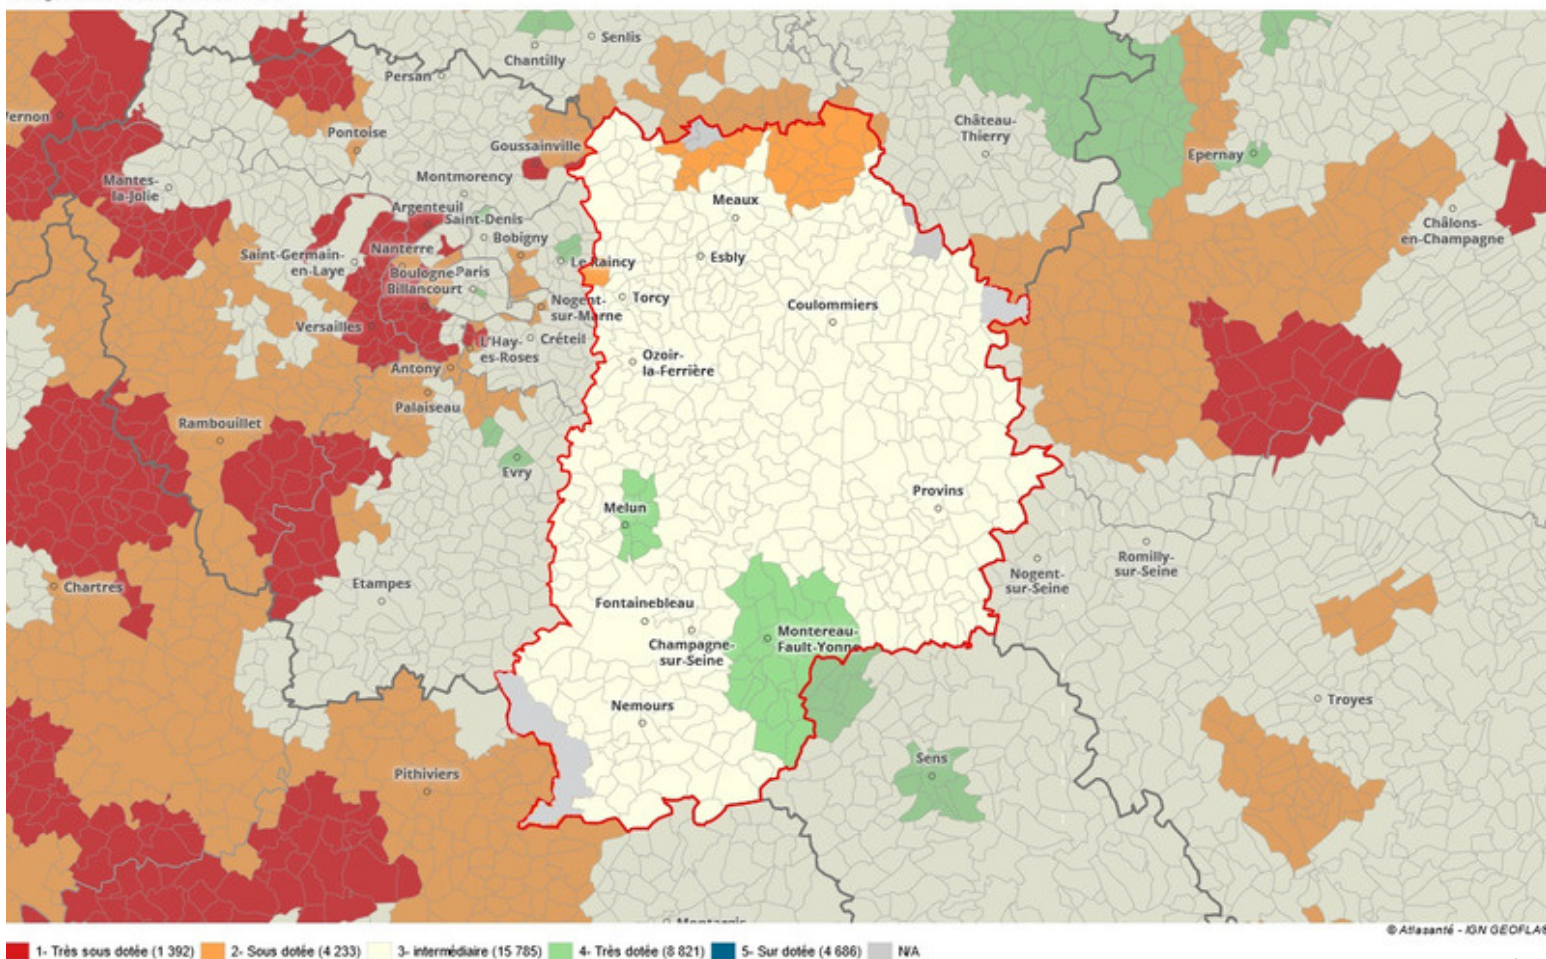 Senlis
Chantilly
Persan
Vernon
Pontoise
Goussainville
Château-
Thierry
Epernay
Mantes-
la-Jolie
Montmorency
Argenteuil
Saint-Denis
Bobigny
Meaux
Châlons-
en-Champagne
Saint-Germain-
en-Laye
Nanterre
Le Raincy
Esbly
Boulogne-
Billancourt
Paris
Nogent-
sur-Marne
Torcy
Coulommiers
Versailles
L'Hay-
es-Roses
Créteil
Antony
Ozoir-
la-Ferrière
Palaiseau
Rambouillet
Evry
Melun
Provins
Chartres
Etampes
Nogent-
sur-Seine
Romilly-
sur-Seine
Fontainebleau
Champagne-
sur-Seine
Montereau-
Fault-Yonne
Nemours
Troyes
Pithiviers
Sens
Montargis
© Atlasanté - IGN GEOFLA®
1- Très sous dotée (1 392) 2- Sous dotée (4 233) 3- intermédiaire (15 785) 4- Très dotée (8 821) 5- Sur dotée (4 686) N/A